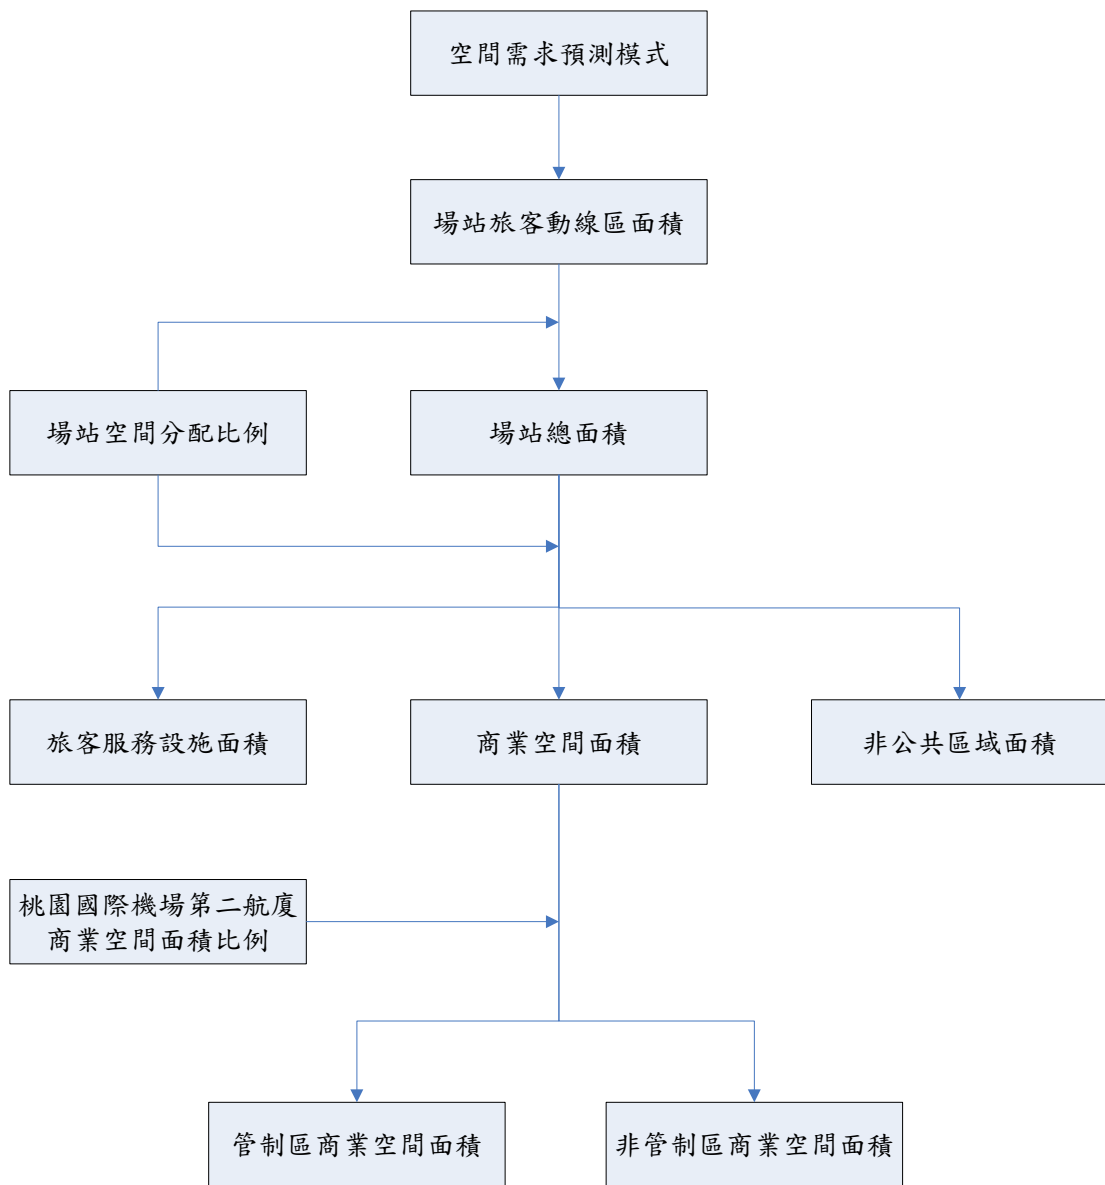 空間需求預測模式
場站旅客動線區面積
場站空間分配比例
場站總面積
旅客服務設施面積
商業空間面積
非公共區域面積
桃園國際機場第二航廈
商業空間面積比例
管制區商業空間面積
非管制區商業空間面積